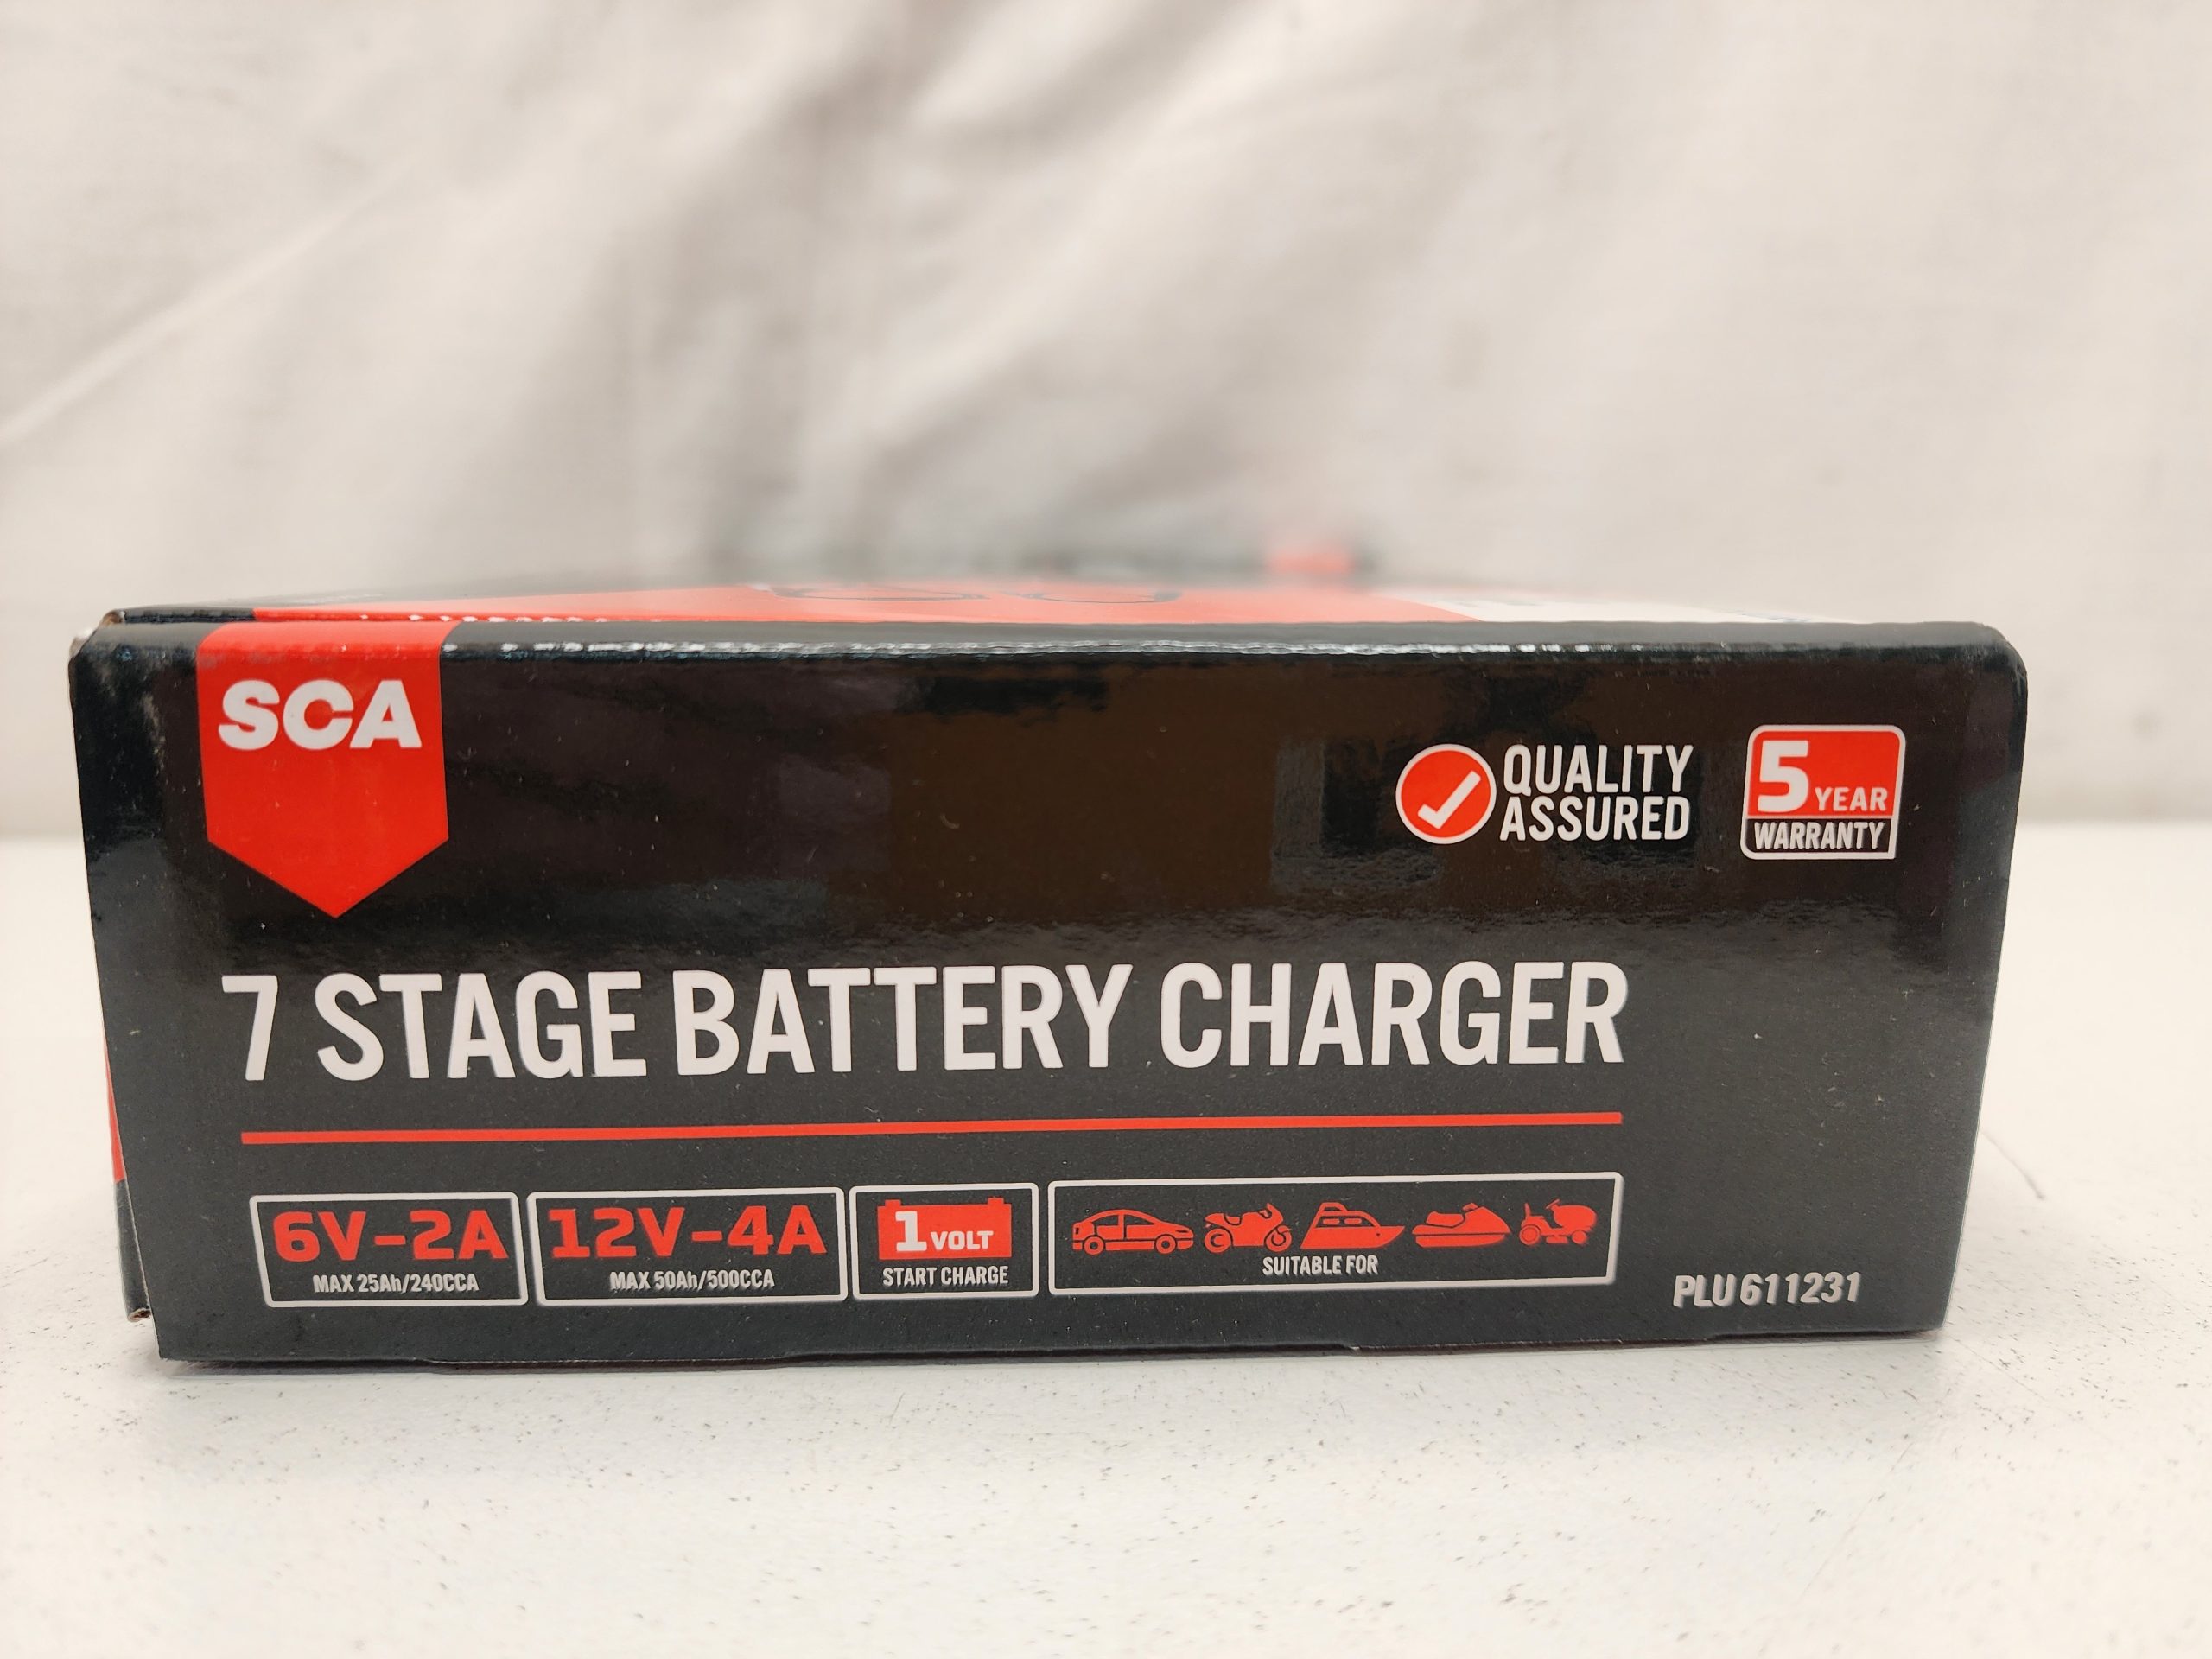 SCA
QUALITY
ASSURED
5 YEAR
WARRANTY
7 STAGE BATTERY CHARGER
6V-2A
MAX 25Ah/240CCA
12V-4A
MAX 50Ah/500CCA
1 VOLT
START CHARGE
SUITABLE FOR
PLU 611231